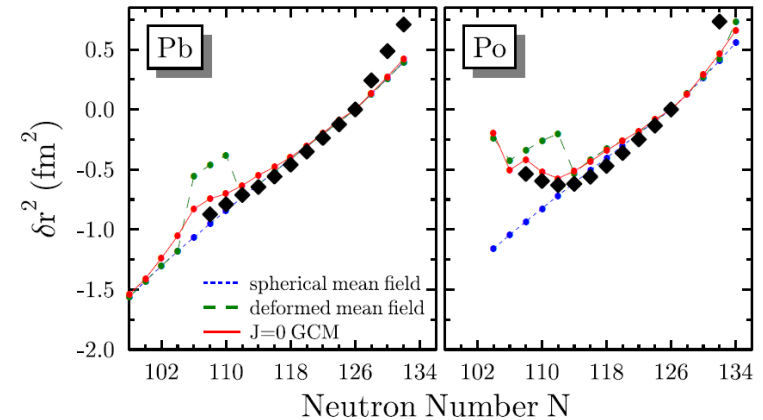 Pb
Po
δr² (fm²)
0.5
0.0
-0.5
-1.0
-1.5
-2.0
spherical mean field
deformed mean field
J=0 GCM
102 110 118 126 134
102 110 118 126 134
Neutron Number N